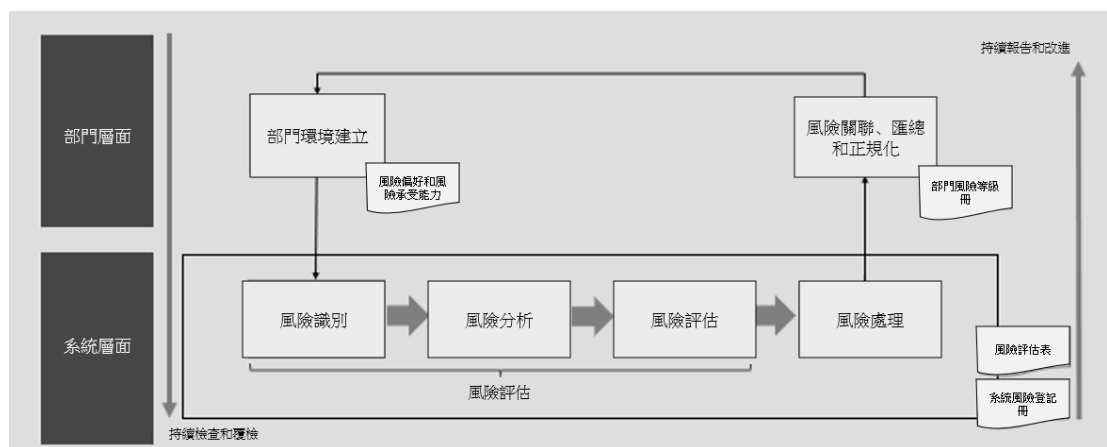 持續報告和改進
部門層面
部門環境建立
風險偏好和風
險承受能力
風險關聯、匯總
和正規化
部門風險等級
冊
系統層面
風險識別
風險分析
風險評估
風險處理
風險評估
風險評估表
系統風險登記
冊
持續檢查和覆檢